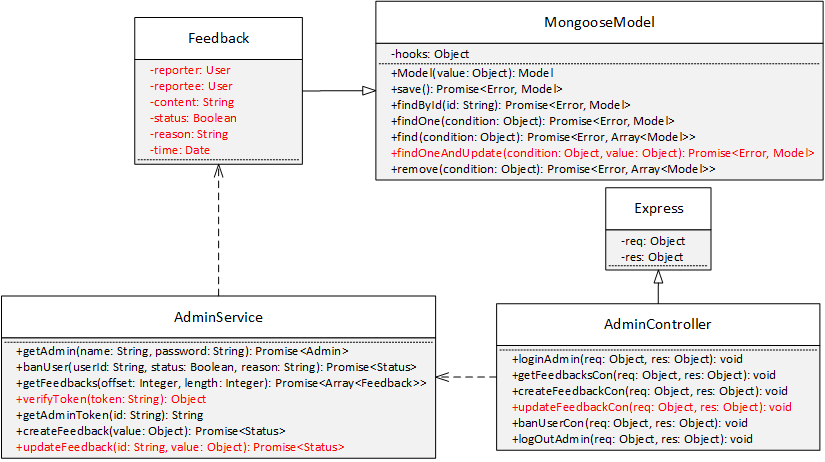 Feedback
-reporter: User
-reportee: User
-content: String
-status: Boolean
-reason: String
-time: Date
MongooseModel
-hooks: Object
+Model(value: Object): Model
+save(): Promise<Error, Model>
+findById(id: String): Promise<Error, Model>
+findOne(condition: Object): Promise<Error, Model>
+find(condition: Object): Promise<Error, Array<Model>>
+findOneAndUpdate(condition: Object, value: Object): Promise<Error, Model>
+remove(condition: Object): Promise<Error, Array<Model>>
Express
-req: Object
-res: Object
AdminService
+getAdmin(name: String, password: String): Promise<Admin>
+banUser(userId: String, status: Boolean, reason: String): Promise<Status>
+getFeedbacks(offset: Integer, length: Integer): Promise<Array<Feedback>>
+verifyToken(token: String): Object
+getAdminToken(id: String): String
+createFeedback(value: Object): Promise<Status>
+updateFeedback(id: String, value: Object): Promise<Status>
AdminController
+loginAdmin(req: Object, res: Object): void
+getFeedbacksCon(req: Object, res: Object): void
+createFeedbackCon(req: Object, res: Object): void
+updateFeedbackCon(req: Object, res: Object): void
+banUserCon(req: Object, res: Object): void
+logOutAdmin(req: Object, res: Object): void